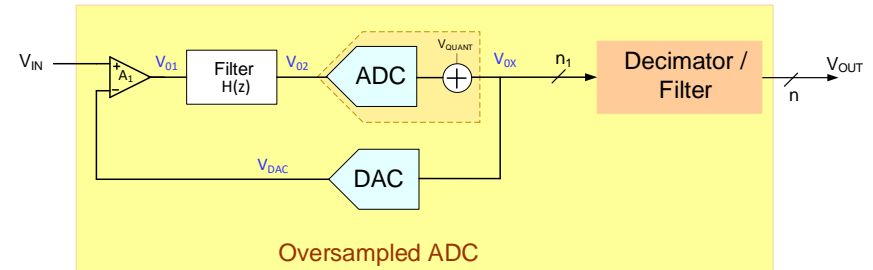 V_IN
+
A_1
−
V_01
Filter
H(z)
V_02
ADC
V_QUANT
+
V_0X
n_1
Decimator /
Filter
n
V_OUT
V_DAC
DAC
Oversampled ADC